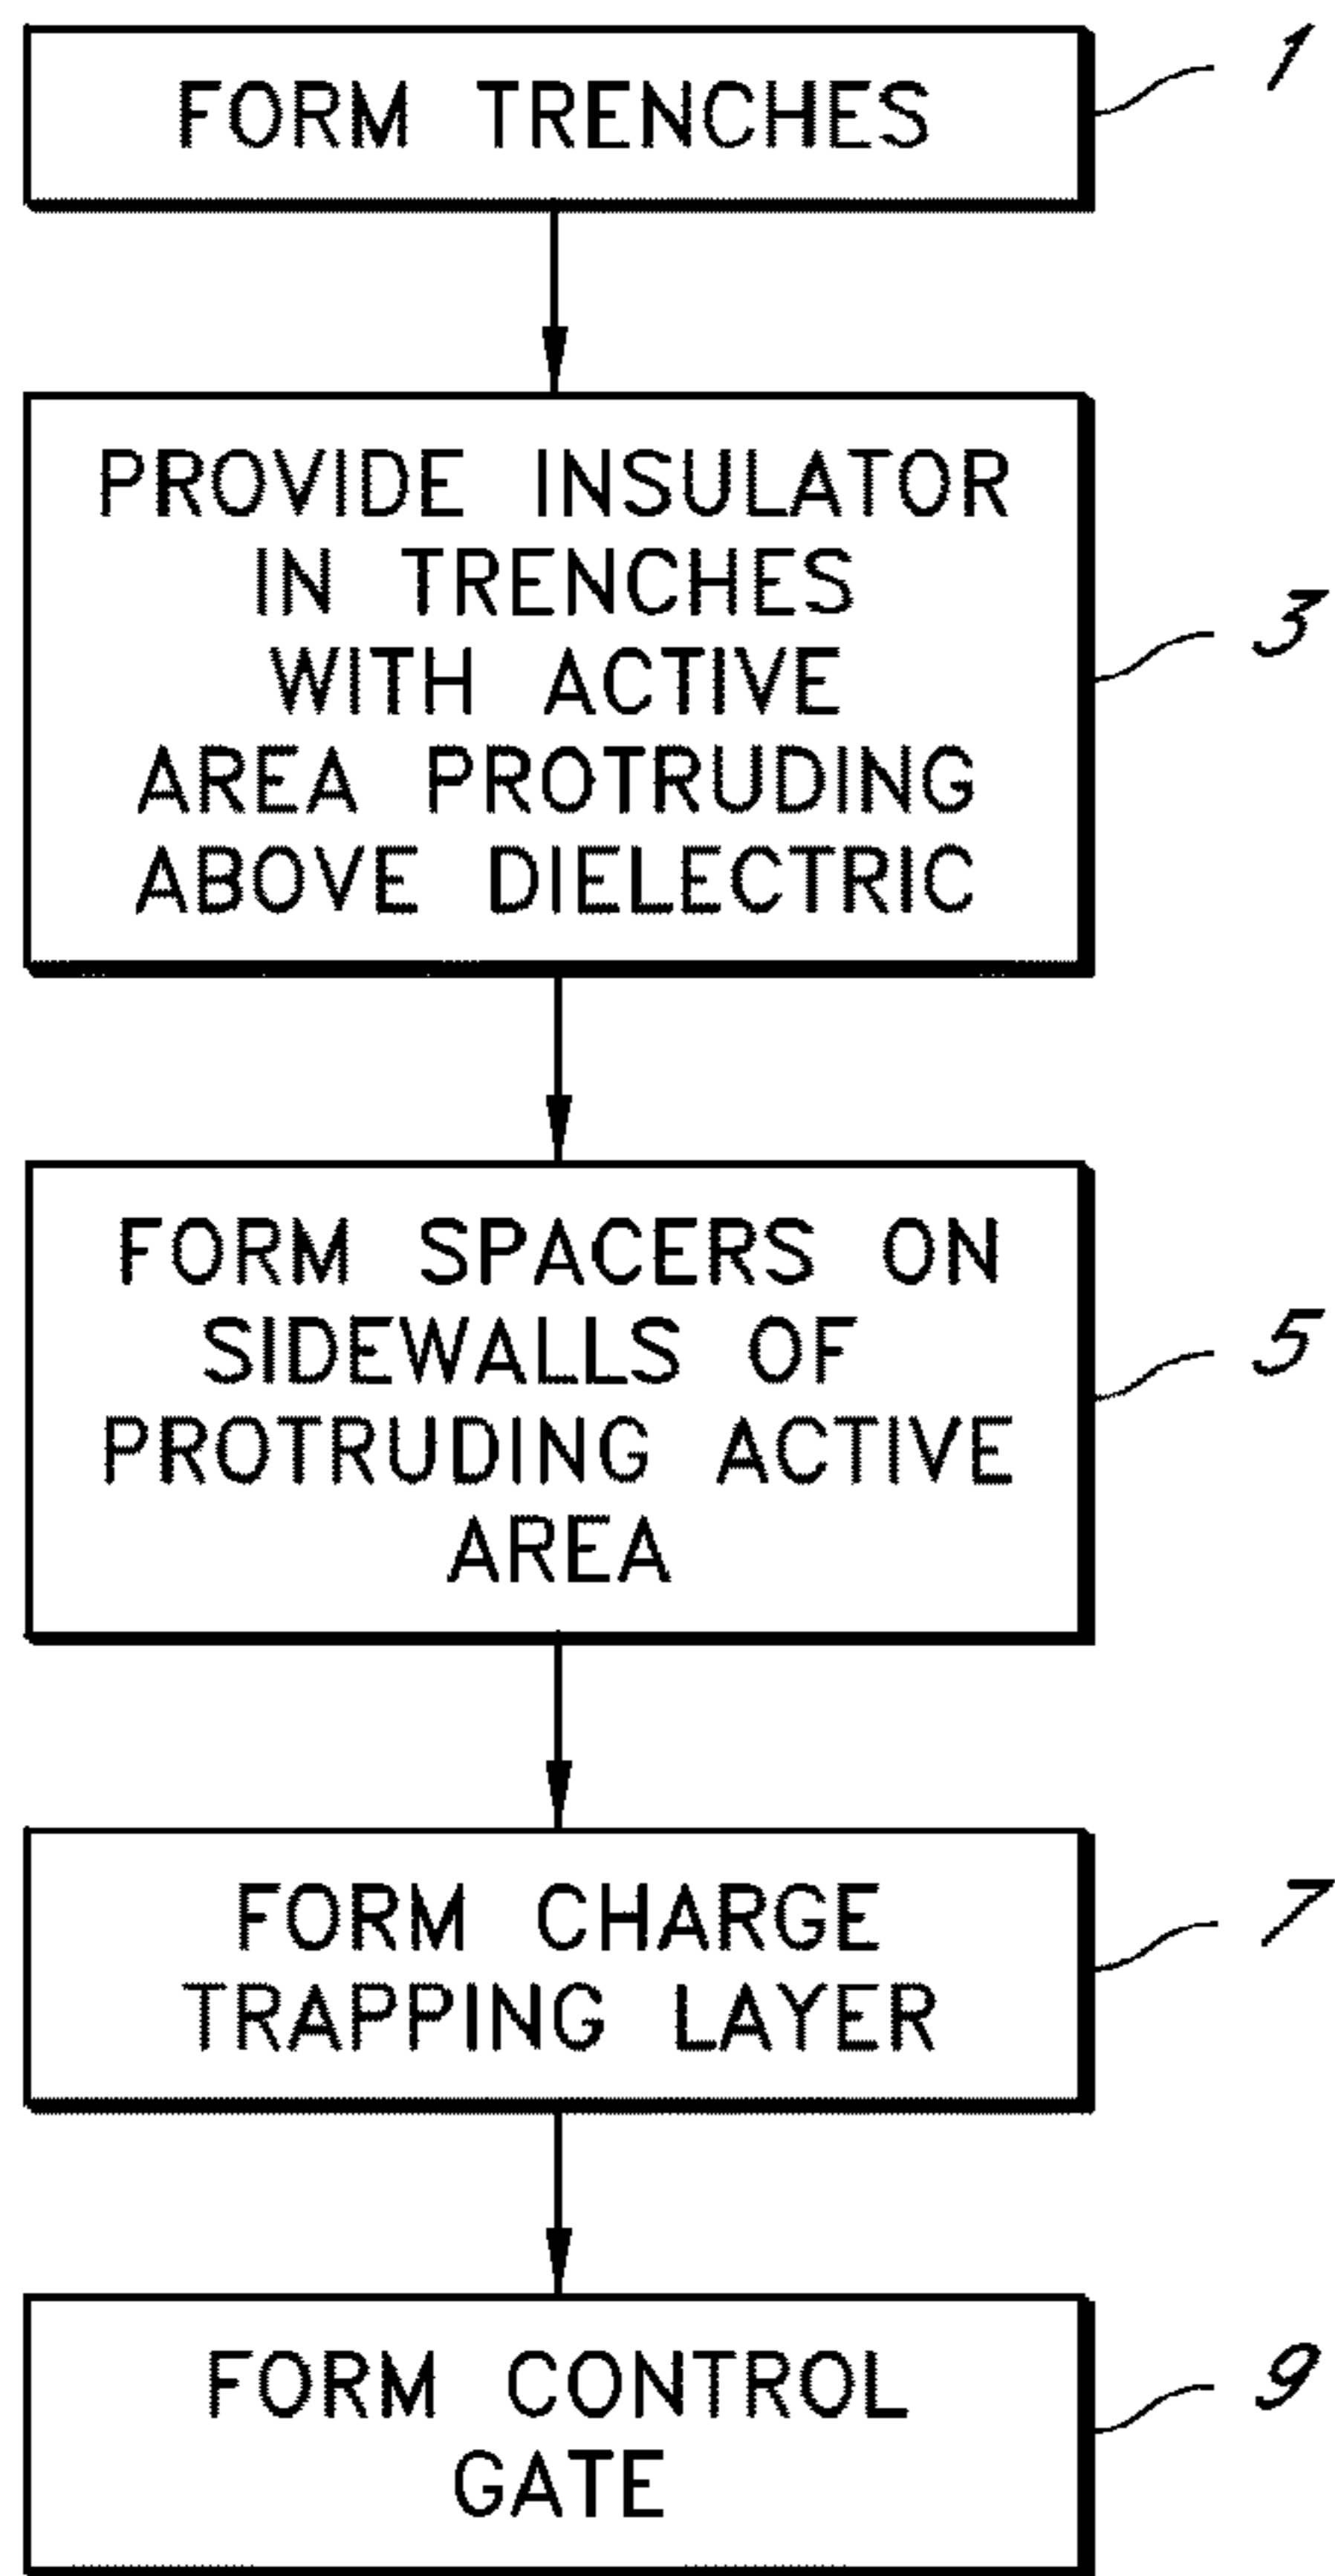 FORM TRENCHES
1
PROVIDE INSULATOR
IN TRENCHES
WITH ACTIVE
AREA PROTRUDING
ABOVE DIELECTRIC
3
FORM SPACERS ON
SIDEWALLS OF
PROTRUDING ACTIVE
AREA
5
FORM CHARGE
TRAPPING LAYER
7
FORM CONTROL
GATE
9